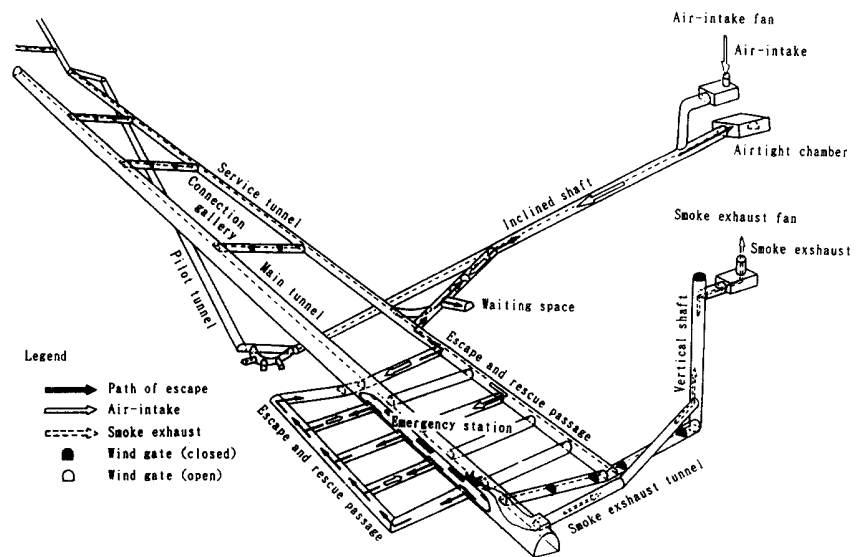 Air-intake fan
Air-intake
Airtight chamber
Smoke exhaust fan
Smoke exshaust
Service tunnel
Connection
gallery
Inclined shaft
Main tunnel
Pilot tunnel
Waiting space
Vertical shaft
Escape and rescue passage
Emergency station
Escape and rescue passage
Smoke exshaust tunnel
Legend
Path of escape
Air-intake
Smoke exhaust
Wind gate (closed)
Wind gate (open)